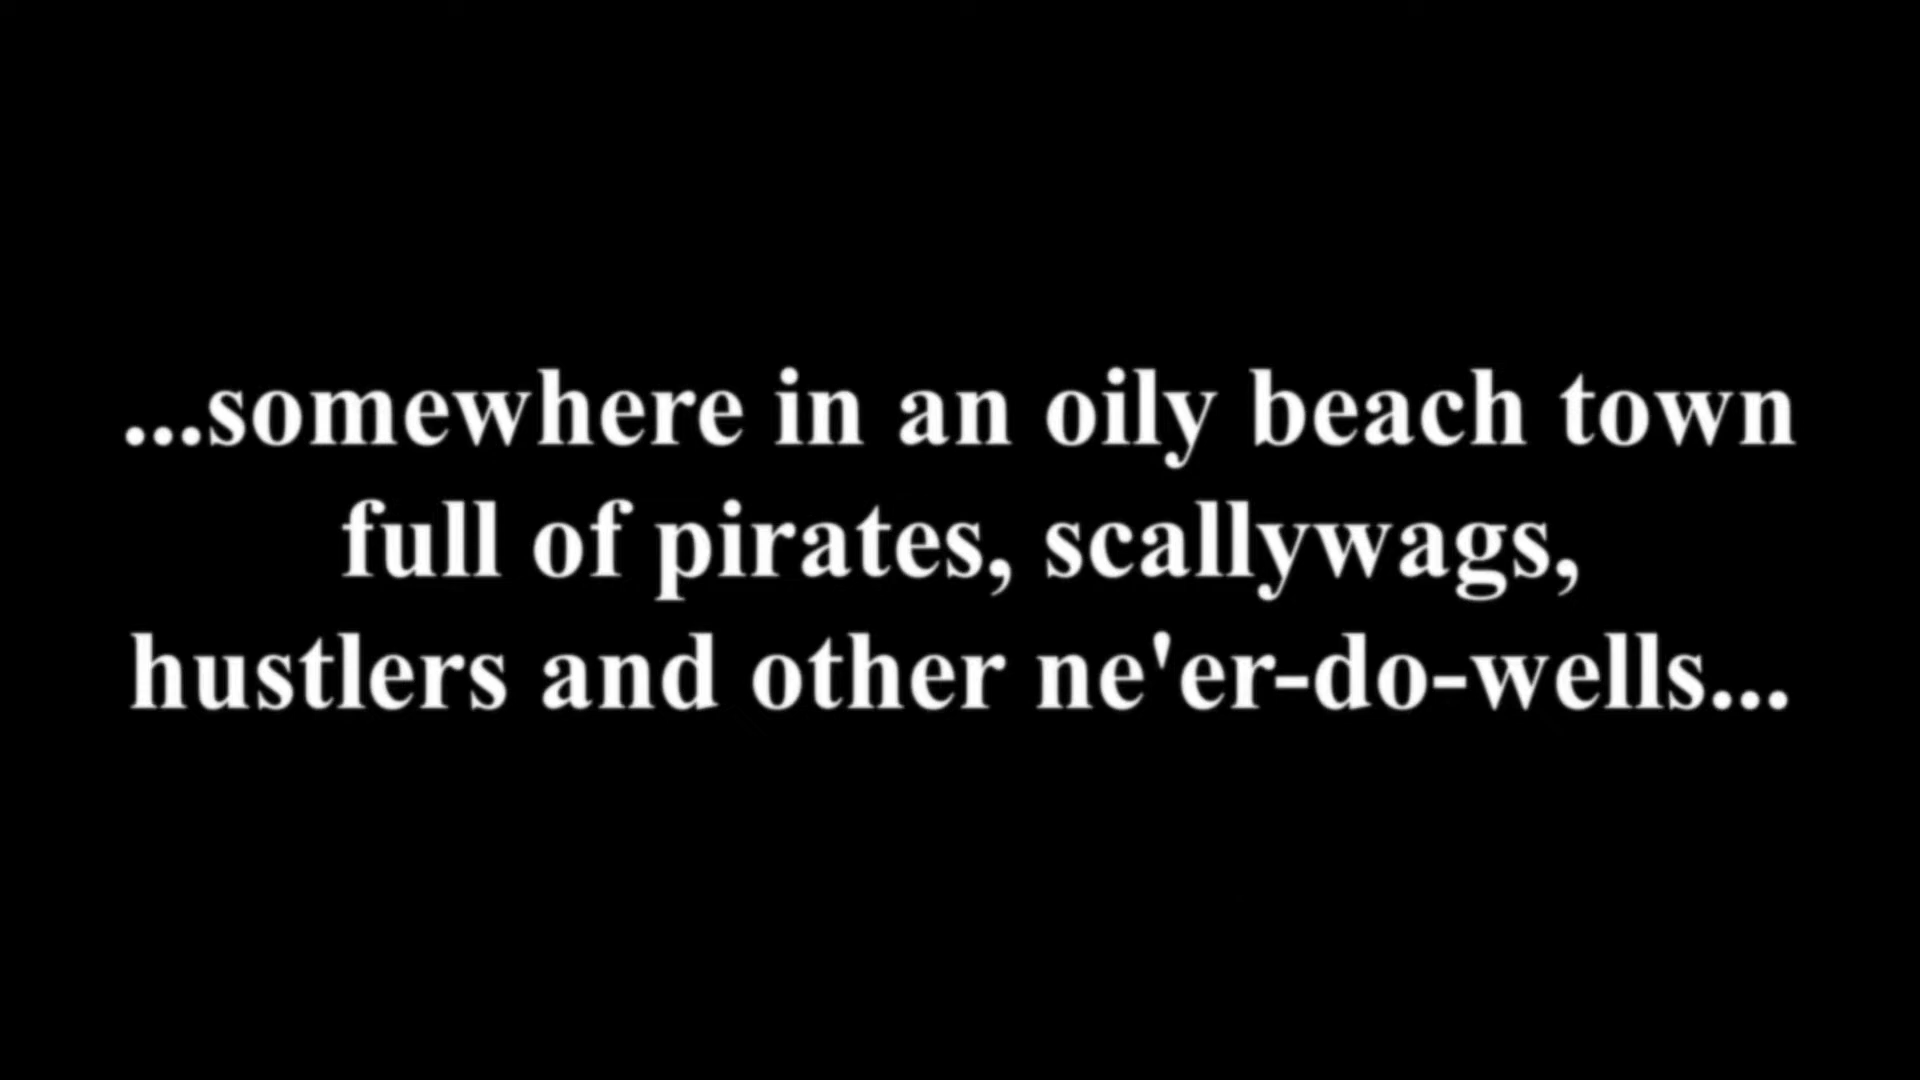 ...somewhere in an oily beach town
full of pirates, scallywags,
hustlers and other ne'er-do-wells...